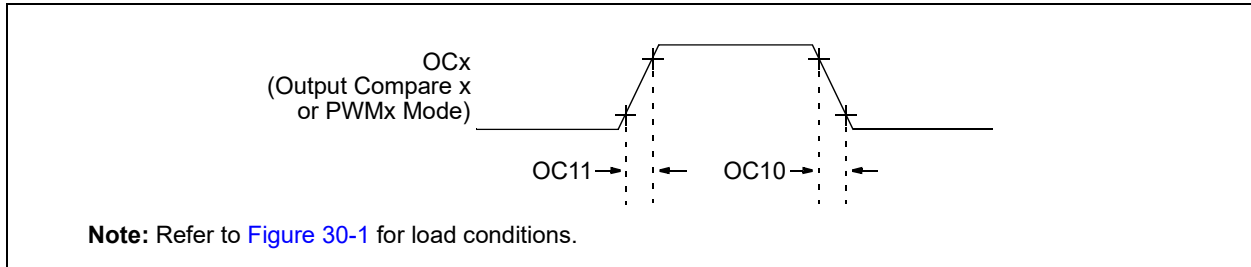 OCx
(Output Compare x
or PWMx Mode)
OC11
OC10
Note: Refer to Figure 30-1 for load conditions.